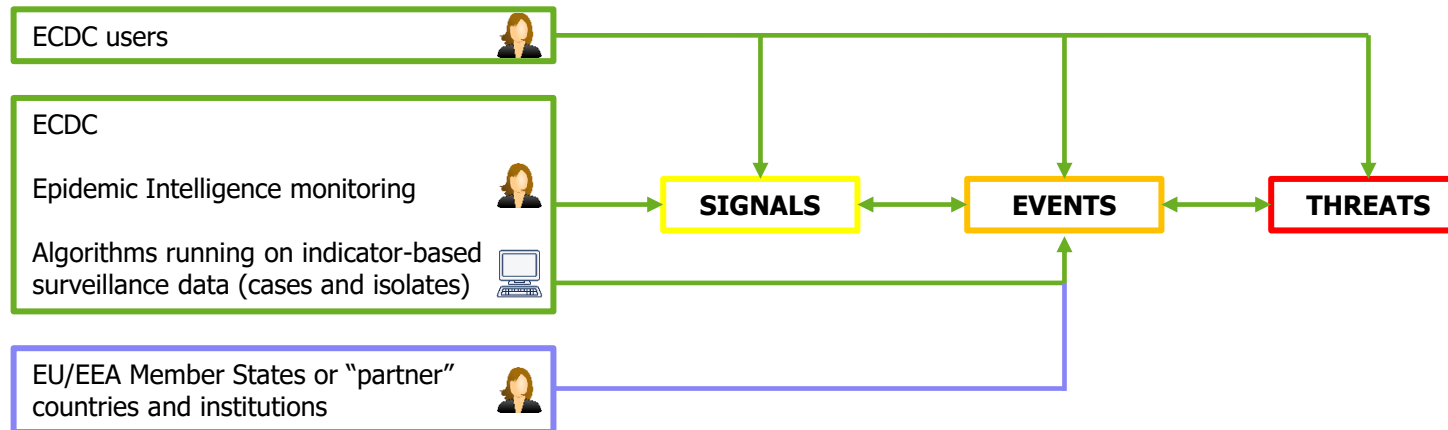 ECDC users
ECDC
Epidemic Intelligence monitoring
Algorithms running on indicator-based
surveillance data (cases and isolates)
SIGNALS
EVENTS
THREATS
EU/EEA Member States or “partner”
countries and institutions